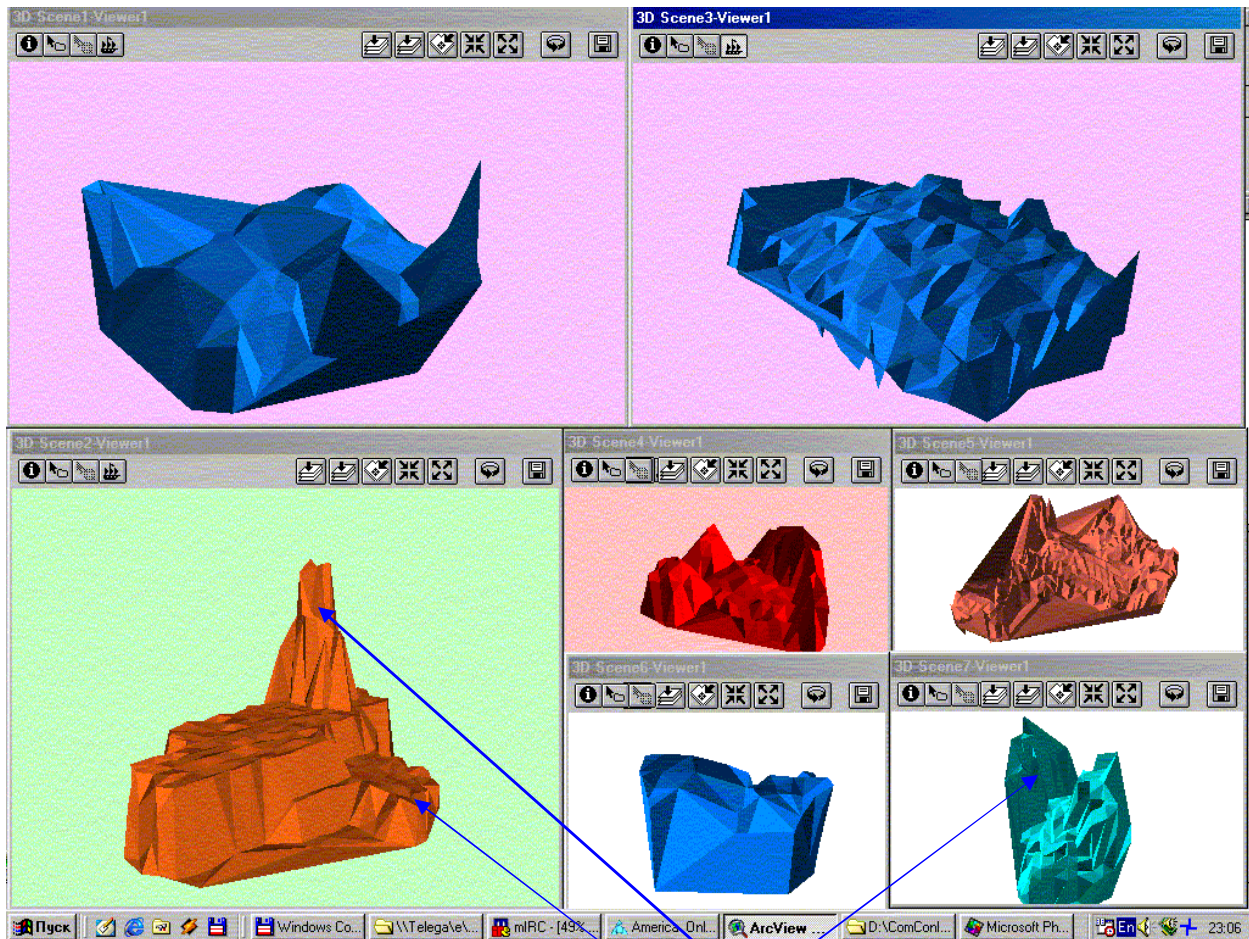 3D Scene1-Viewer1
3D Scene3-Viewer1
3D Scene2-Viewer1
3D Scene4-Viewer1
3D Scene5-Viewer1
3D Scene6-Viewer1
3D Scene7-Viewer1
Пуск
Windows Co...
\\Telega\e\...
mIRC - [49%...
America Onl...
ArcView ...
D:\ComConl...
Microsoft Ph...
En
23:06